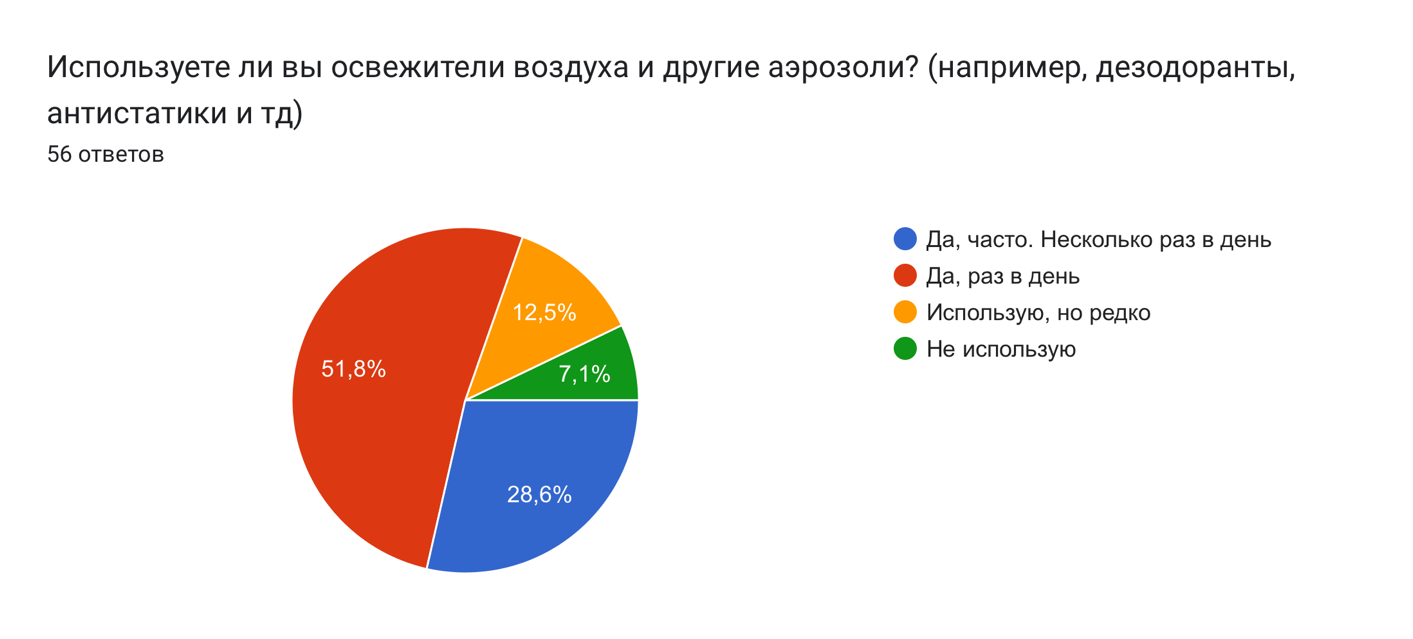 Используете ли вы освежители воздуха и другие аэрозоли? (например, дезодоранты,
антистатики и тд)
56 ответов
Да, часто. Несколько раз в день
Да, раз в день
Использую, но редко
Не использую
12,5%
51,8%
7,1%
28,6%